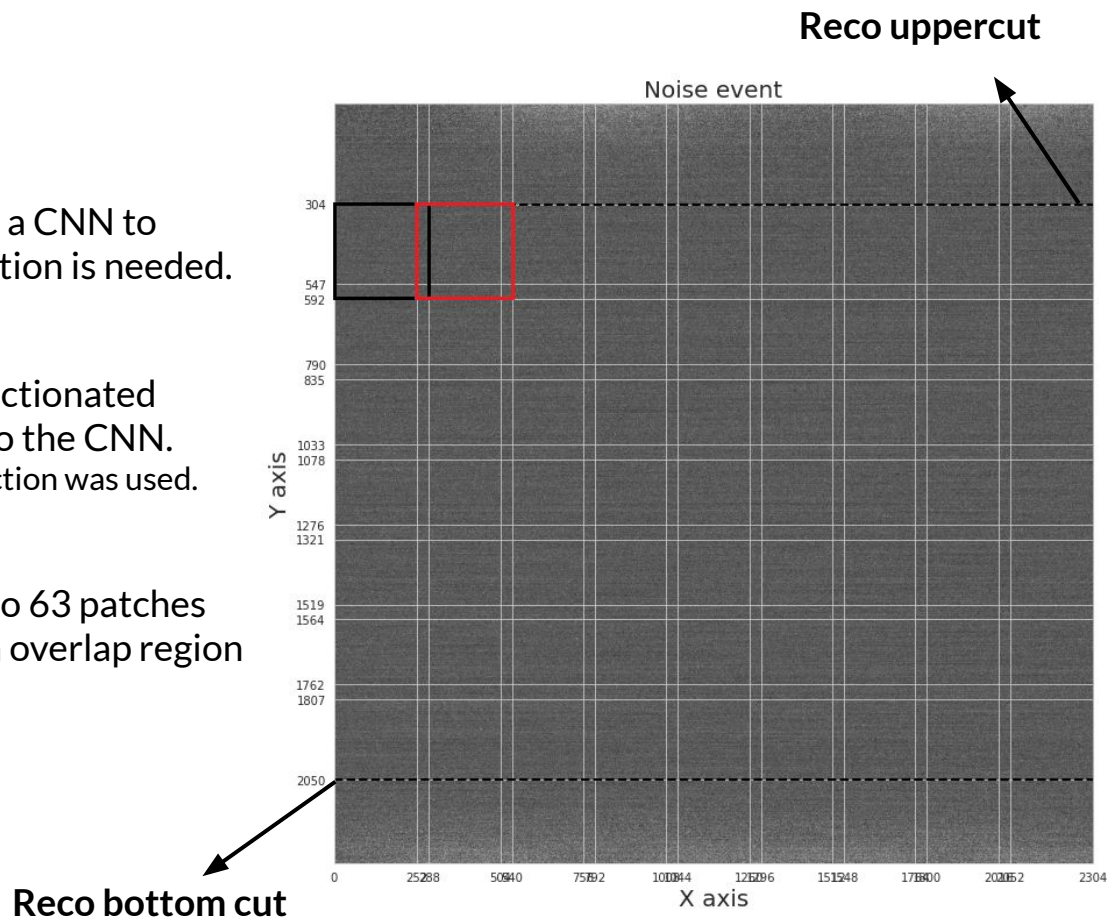 Reco uppercut
Noise event
a CNN to
tion is needed.
ctionated
o the CNN.
ction was used.
o 63 patches
overlap region
304
547
592
790
835
1033
1078
1276
1321
1519
1564
1762
1807
2050
Y axis
0 2304
X axis
Reco bottom cut